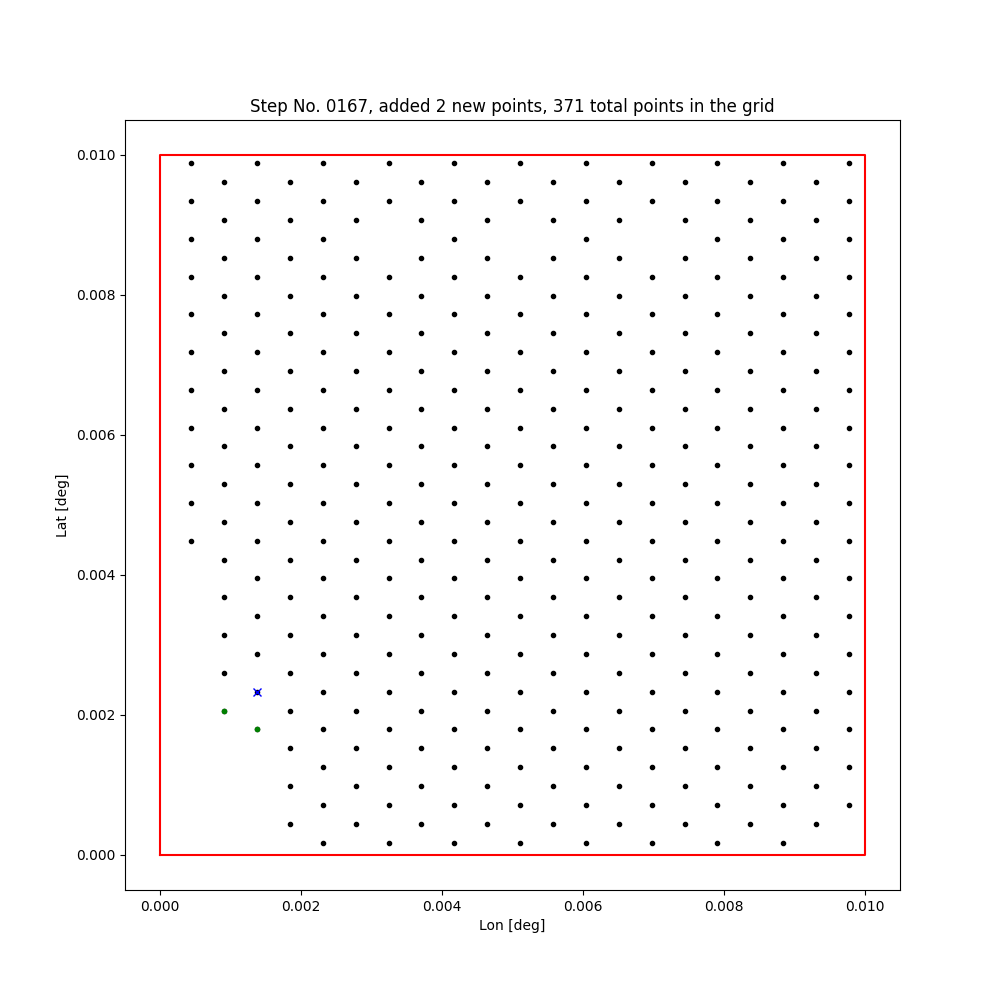 Step No. 0167, added 2 new points, 371 total points in the grid
0.010
0.008
0.006
0.004
0.002
0.000
Lat [deg]
0.000 0.002 0.004 0.006 0.008 0.010
Lon [deg]